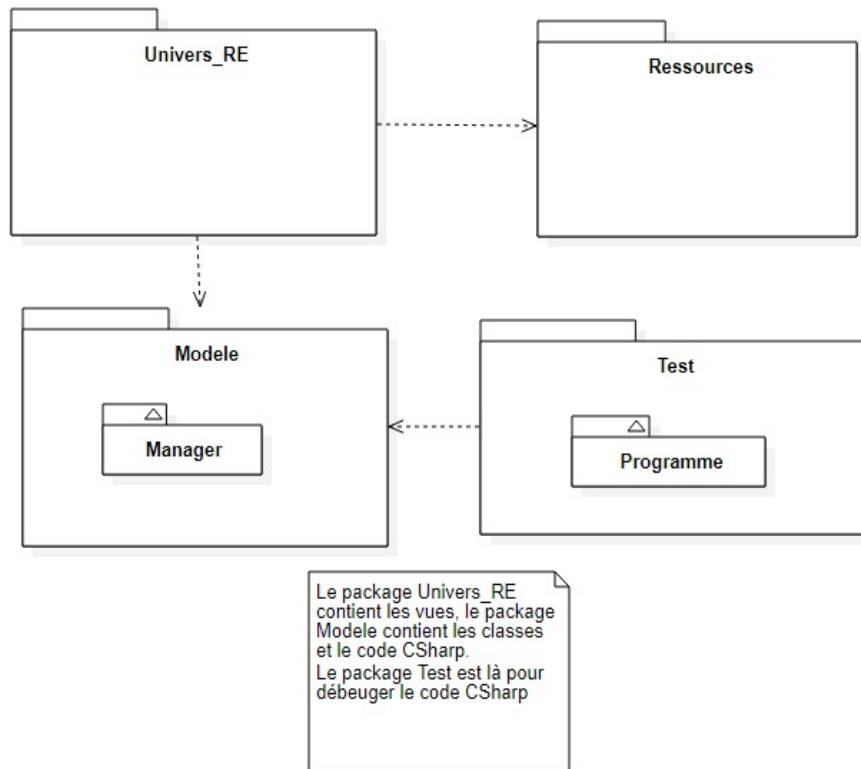 Univers_RE
Ressources
Modele
Manager
Test
Programme
Le package Univers_RE
contient les vues, le package
Modele contient les classes
et le code CSharp.
Le package Test est là pour
débeuger le code CSharp